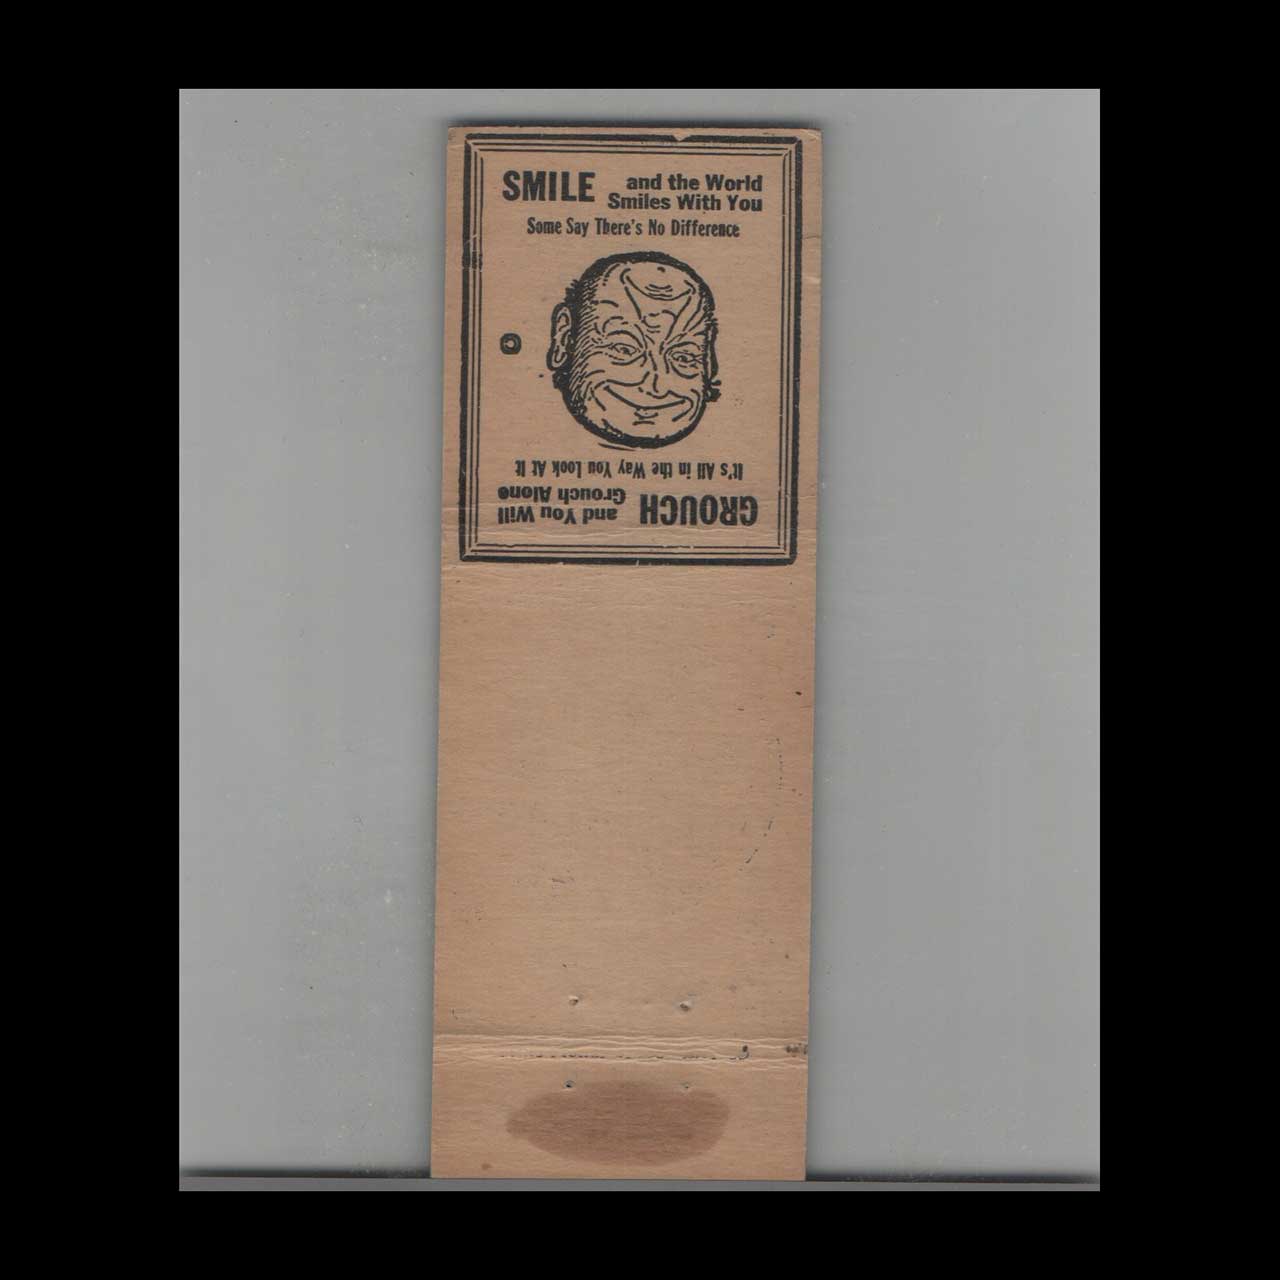 SMILE and the World
Smiles With You
Some Say There's No Difference
It's All in the Way You Look At It
GROUCH and You Will
Grouch Alone